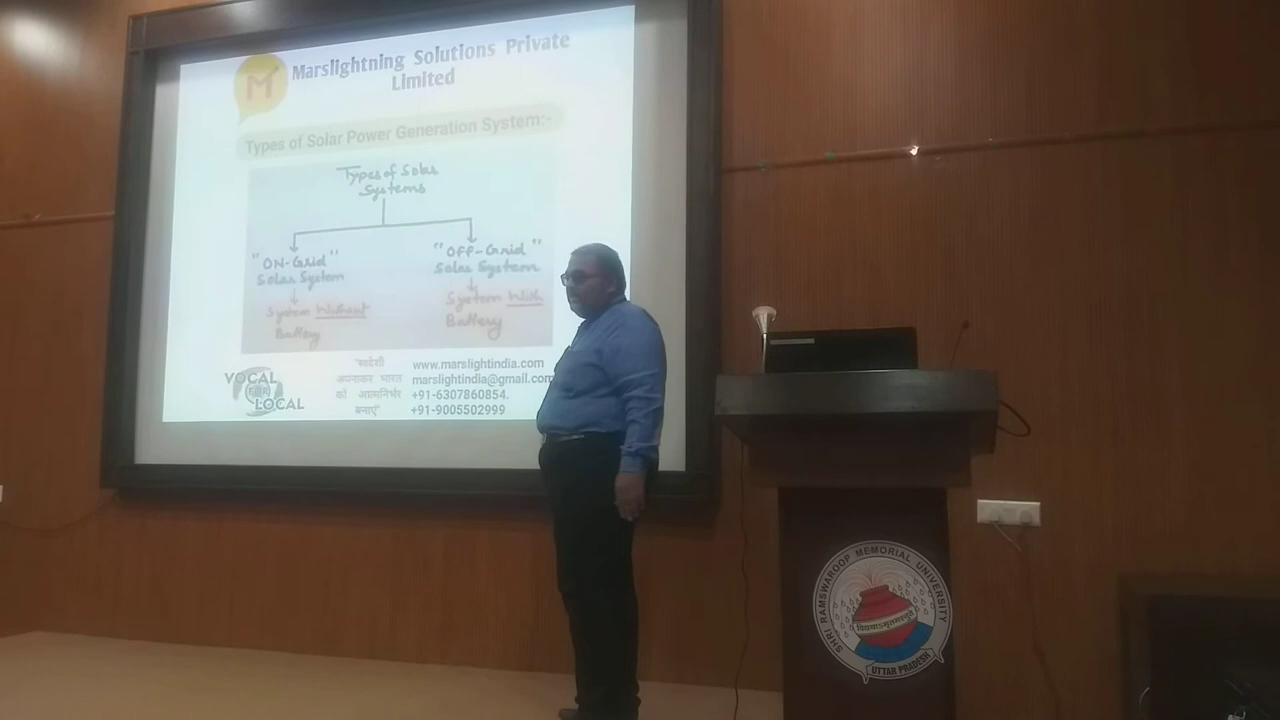 Marslightning Solutions Private
Limited
Types of Solar Power Generation System:-
Types of Solar
Systems
"ON-Grid"
Solar System
System Without
Battery
"OFF-Grid"
Solar System
System With
Battery
VOCAL
LOCAL
"स्वदेशी
अपनाकर भारत
को आत्मनिर्भर
बनाएं"
www.marslightindia.com
marslightindia@gmail.com
+91-6307860854.
+91-9005502999
SHRI RAMSWAROOP MEMORIAL UNIVERSITY
UTTAR PRADESH